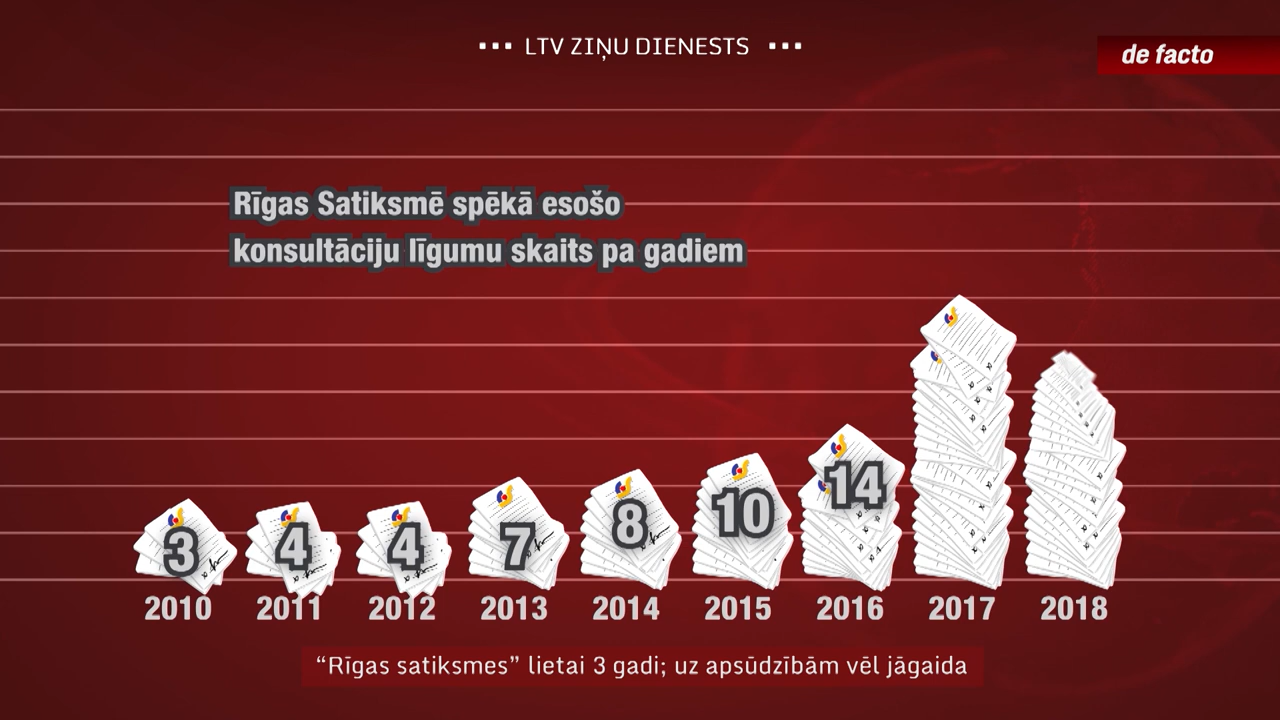 LTV ZIŅU DIENESTS
de facto
Rīgas Satiksmē spēkā esošo
konsultāciju līgumu skaits pa gadiem
3 4 4 7 8 10 14
2010 2011 2012 2013 2014 2015 2016 2017 2018
“Rīgas satiksmes” lietai 3 gadi; uz apsūdzībām vēl jāgaida